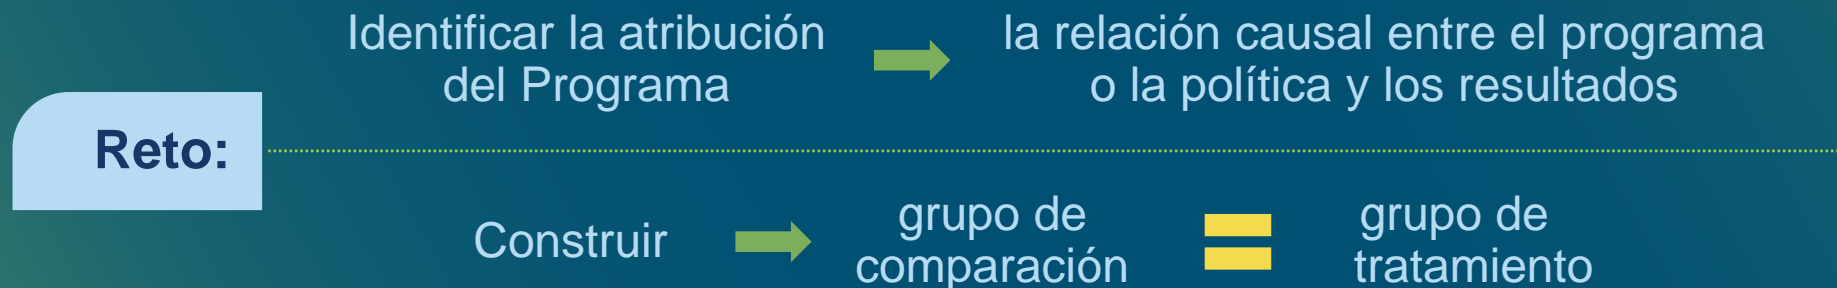 Identificar la atribución
del Programa
la relación causal entre el programa
o la política y los resultados
Reto:
Construir
grupo de
comparación
grupo de
tratamiento